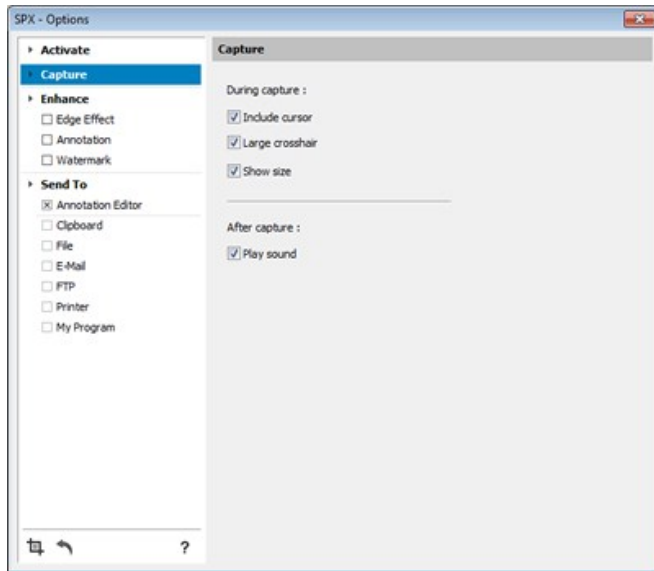 SPX - Options
Activate
Capture
Enhance
Edge Effect
Annotation
Watermark
Send To
Annotation Editor
Clipboard
File
E-Mail
FTP
Printer
My Program
?
Capture
During capture :
Include cursor
Large crosshair
Show size
After capture :
Play sound